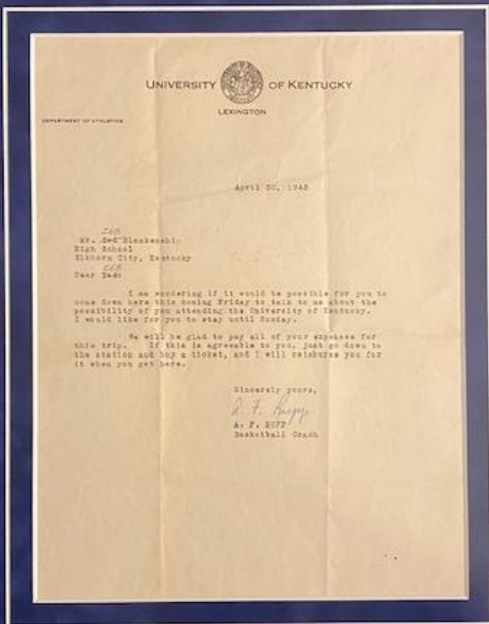 UNIVERSITY OF KENTUCKY
LEXINGTON
DEPARTMENT OF ATHLETICS
April 30, 1945
ZEB
Mr. Zed Blankenship
High School
Elkhorn City, Kentucky
ZEB
Dear Zed:
I am wondering if it would be possible for you to
come down here this coming Friday to talk to me about the
possibility of you attending the University of Kentucky.
I would like for you to stay until Sunday.
We will be glad to pay all of your expenses for
this trip. If this is agreeable to you, just go down to
the station and buy a ticket, and I will reimburse you for
it when you get here.
Sincerely yours,
A. F. Rupp
A. F. RUPP
Basketball Coach